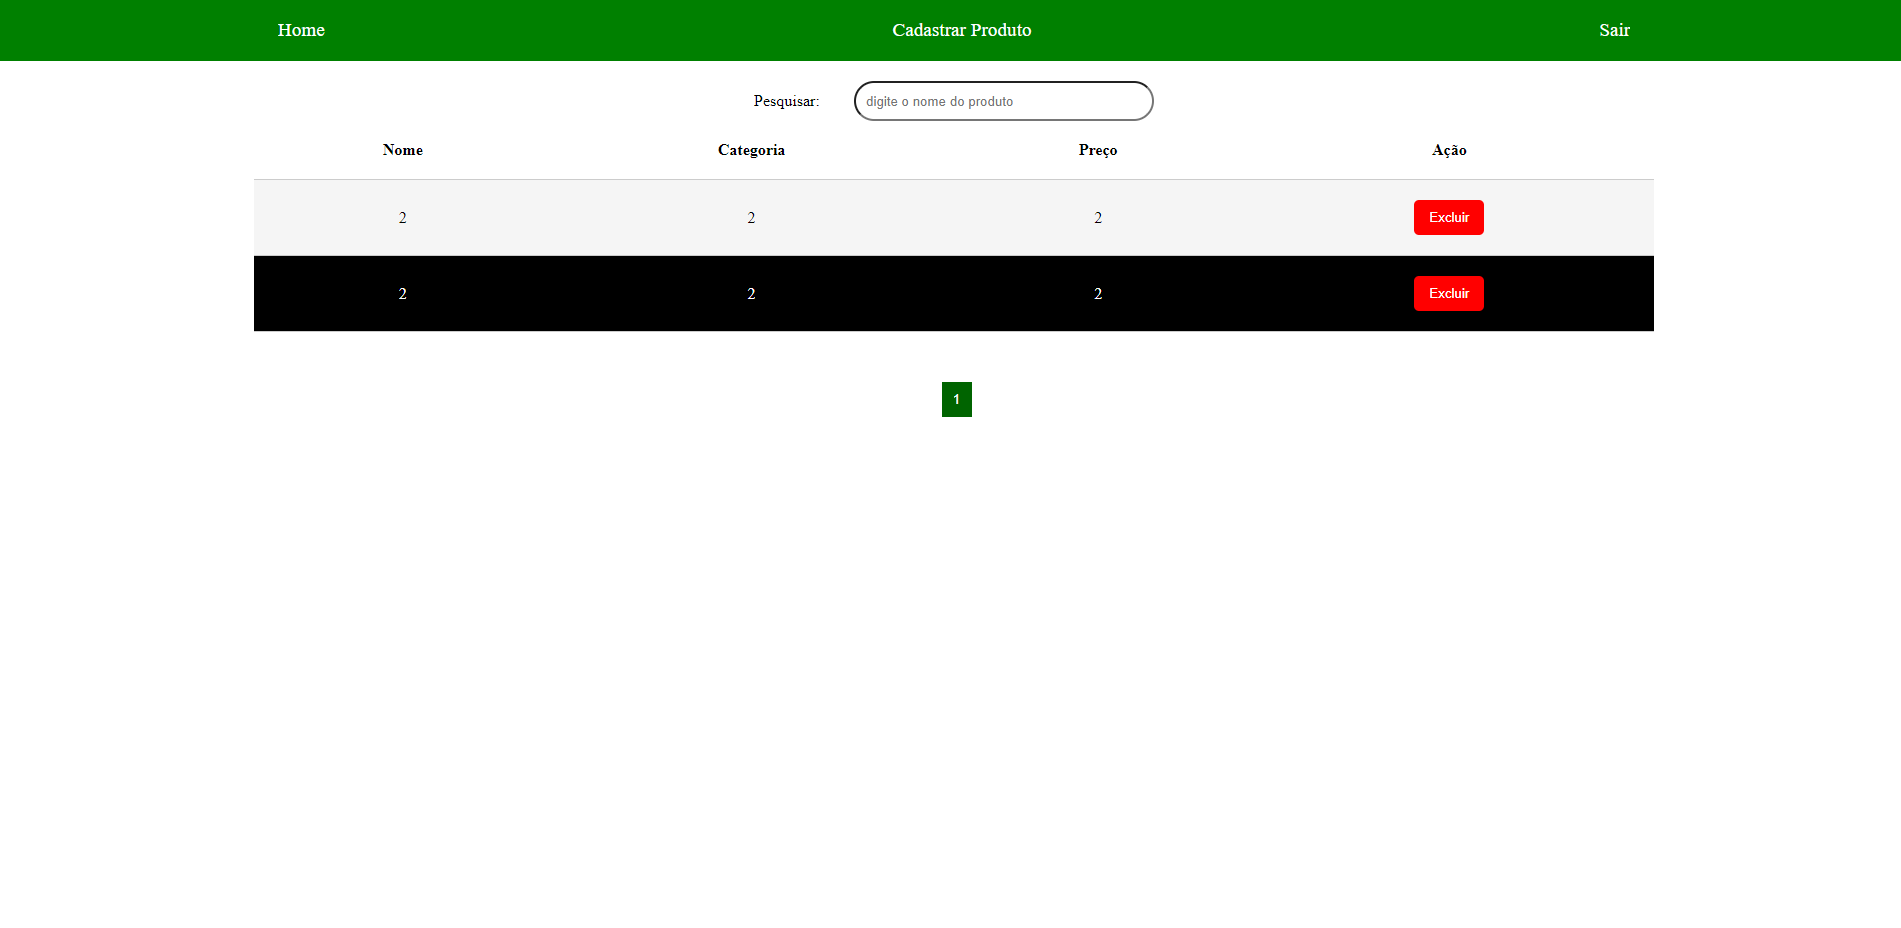 Home Cadastrar Produto Sair
Pesquisar: digite o nome do produto
Nome Categoria Preço Ação
2 2 2 Excluir
2 2 2 Excluir
1